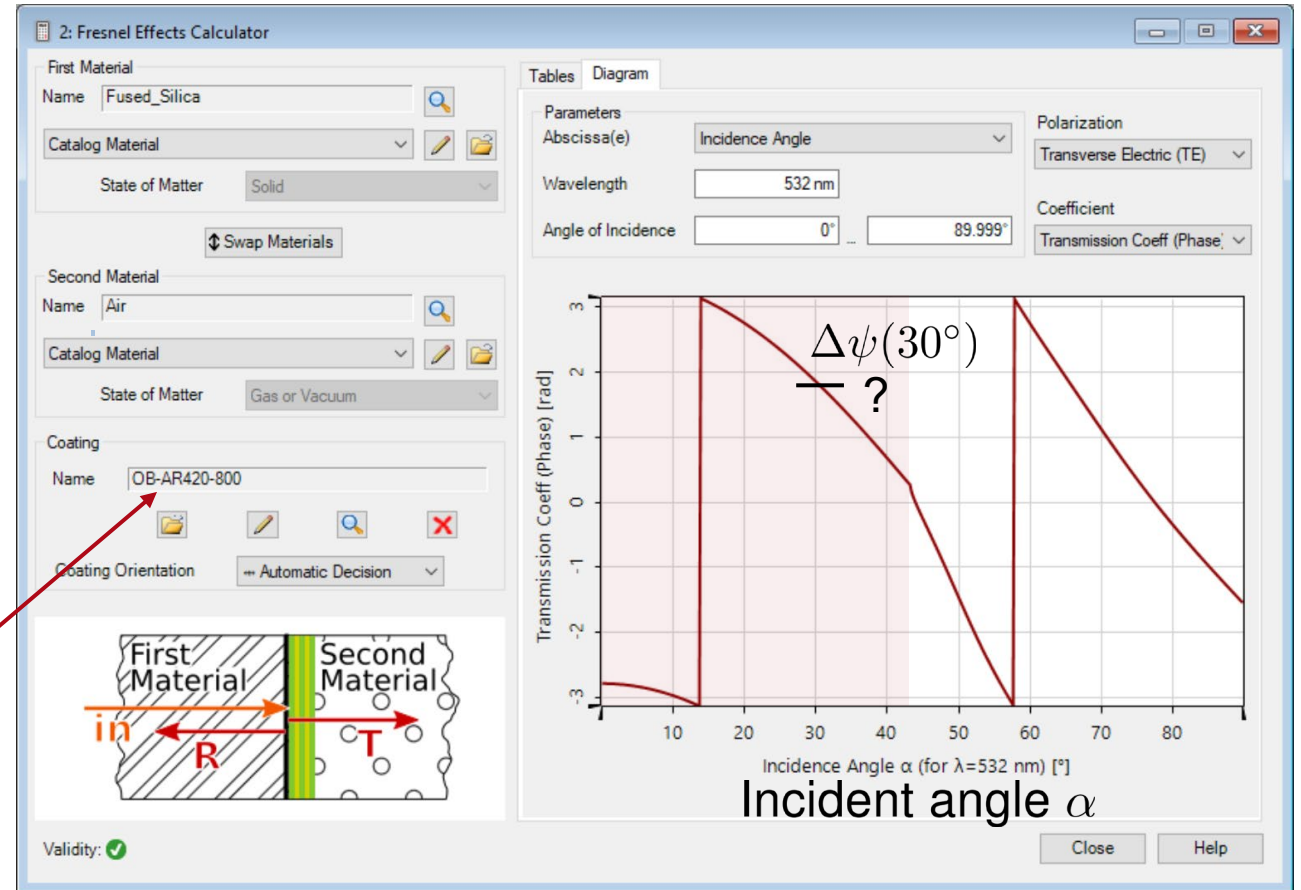 2: Fresnel Effects Calculator
First Material
Name Fused_Silica
Catalog Material
State of Matter Solid
Swap Materials
Second Material
Name Air
Catalog Material
State of Matter Gas or Vacuum
Coating
Name OB-AR420-800
Coating Orientation Automatic Decision
First Material
Second Material
in
R
T
Validity:
Tables Diagram
Parameters
Abscissa(e) Incidence Angle
Wavelength 532 nm
Angle of Incidence 0° ... 89.999°
Polarization
Transverse Electric (TE)
Coefficient
Transmission Coeff (Phase)
Δψ(30°)
?
Transmission Coeff (Phase) [rad]
3
2
1
0
-1
-2
-3
10 20 30 40 50 60 70 80
Incidence Angle α (for λ=532 nm) [°]
Incident angle α
Close Help